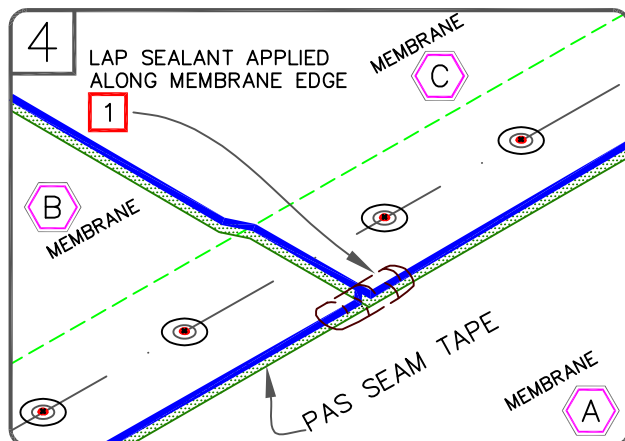 4
LAP SEALANT APPLIED
ALONG MEMBRANE EDGE
1
MEMBRANE
C
B
MEMBRANE
PAS SEAM TAPE
MEMBRANE
A